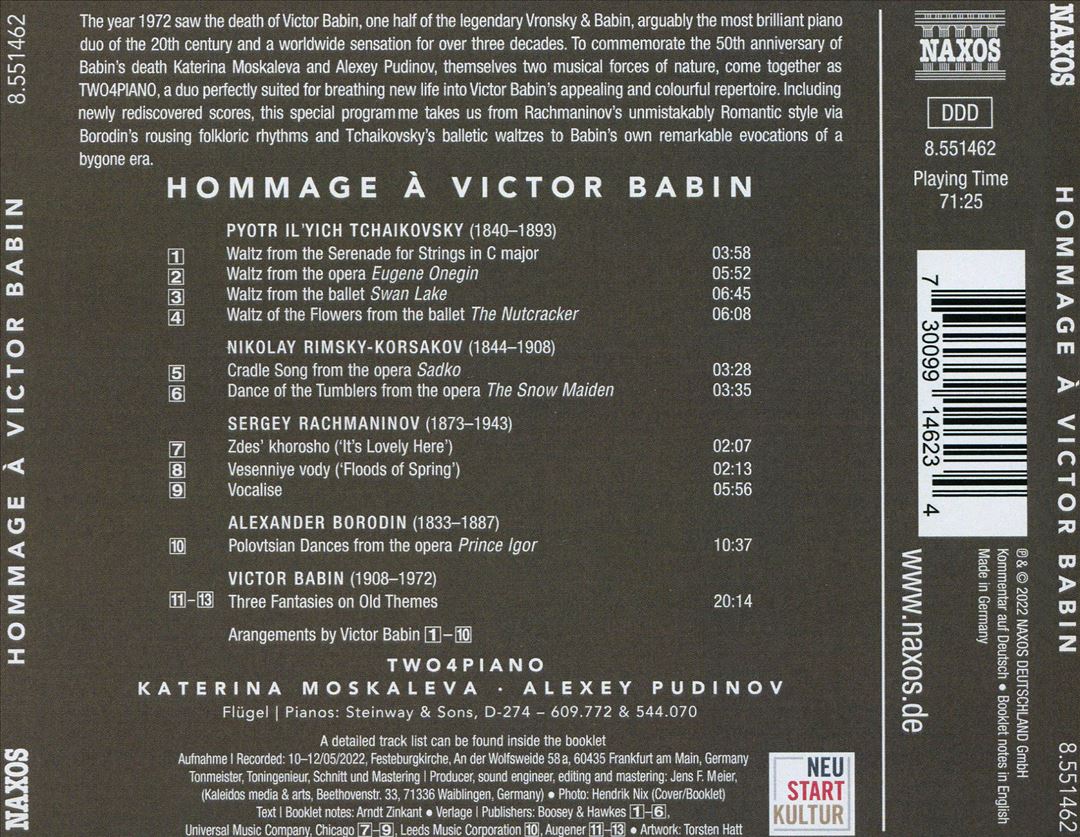 8.551462
HOMMAGE À VICTOR BABIN
NAXOS
The year 1972 saw the death of Victor Babin, one half of the legendary Vronsky & Babin, arguably the most brilliant piano
duo of the 20th century and a worldwide sensation for over three decades. To commemorate the 50th anniversary of
Babin's death Katerina Moskaleva and Alexey Pudinov, themselves two musical forces of nature, come together as
TWO4PIANO, a duo perfectly suited for breathing new life into Victor Babin's appealing and colourful repertoire. Including
newly rediscovered scores, this special programme takes us from Rachmaninov's unmistakably Romantic style via
Borodin's rousing folkloric rhythms and Tchaikovsky's balletic waltzes to Babin's own remarkable evocations of a
bygone era.
HOMMAGE À VICTOR BABIN
PYOTR IL'YICH TCHAIKOVSKY (1840–1893)
1 Waltz from the Serenade for Strings in C major 03:58
2 Waltz from the opera Eugene Onegin 05:52
3 Waltz from the ballet Swan Lake 06:45
4 Waltz of the Flowers from the ballet The Nutcracker 06:08
NIKOLAY RIMSKY-KORSAKOV (1844–1908)
5 Cradle Song from the opera Sadko 03:28
6 Dance of the Tumblers from the opera The Snow Maiden 03:35
SERGEY RACHMANINOV (1873–1943)
7 Zdes' khorosho ('It's Lovely Here') 02:07
8 Vesenniye vody ('Floods of Spring') 02:13
9 Vocalise 05:56
ALEXANDER BORODIN (1833–1887)
10 Polovtsian Dances from the opera Prince Igor 10:37
VICTOR BABIN (1908–1972)
11–13 Three Fantasies on Old Themes 20:14
Arangements by Victor Babin 1–10
TWO4PIANO
KATERINA MOSKALEVA · ALEXEY PUDINOV
Flügel | Pianos: Steinway & Sons, D-274 – 609.772 & 544.070
A detailed track list can be found inside the booklet
Aufnahme | Recorded: 10–12/05/2022, Festeburgkirche, An der Wolfsweide 58 a, 60435 Frankfurt am Main, Germany
Tonmeister, Toningenieur, Schnitt und Mastering | Producer, sound engineer, editing and mastering: Jens F. Meier,
(Kaleidos media & arts, Beethovenstr. 33, 71336 Waiblingen, Germany) • Photo: Hendrik Nix (Cover/Booklet)
Text | Booklet notes: Arndt Zinkant • Verlage | Publishers: Boosey & Hawkes 1–6,
Universal Music Company, Chicago 7–9, Leeds Music Corporation 10, Augener 11–13 • Artwork: Torsten Hatt
NEU
START
KULTUR
NAXOS
DDD
8.551462
Playing Time
71:25
7 30099 14623 4
℗ & © 2022 NAXOS DEUTSCHLAND GmbH
Kommentar auf Deutsch • Booklet notes in English
Made in Germany
www.naxos.de
NAXOS
HOMMAGE À VICTOR BABIN
8.551462